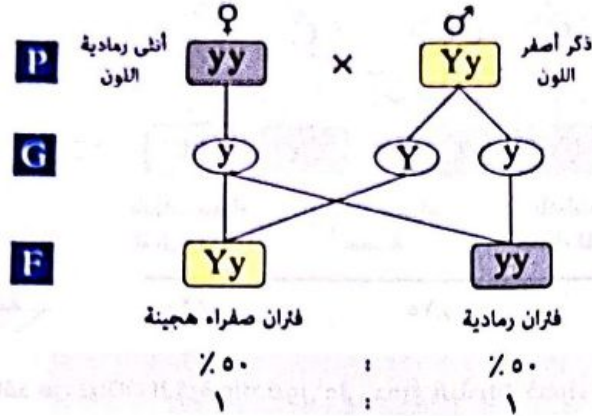 ♀ ♂
P أنثى رمادية اللون yy × Yy ذكر أصفر اللون
G y Y y
F Yy yy
فئران صفراء هجينة فئران رمادية
٪٥٠ : ٪٥٠
١ : ١